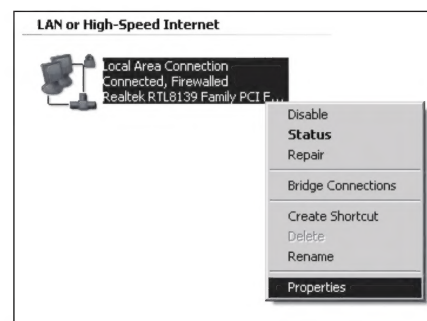 LAN or High-Speed Internet
Local Area Connection
Connected, Firewalled
Realtek RTL8139 Family PCI F...
Disable
Status
Repair
Bridge Connections
Create Shortcut
Delete
Rename
Properties